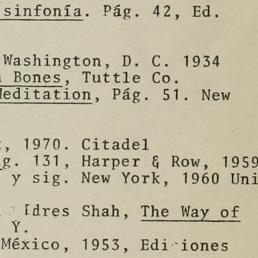 sinfonía. Pág. 42, Ed.
Washington, D. C. 1934
Bones, Tuttle Co.
Meditation, Pág. 51. New
, 1970. Citadel
g. 131, Harper & Row, 1959
y sig. New York, 1960 Uni
Idres Shah, The Way of
Y.
México, 1953, Ediciones